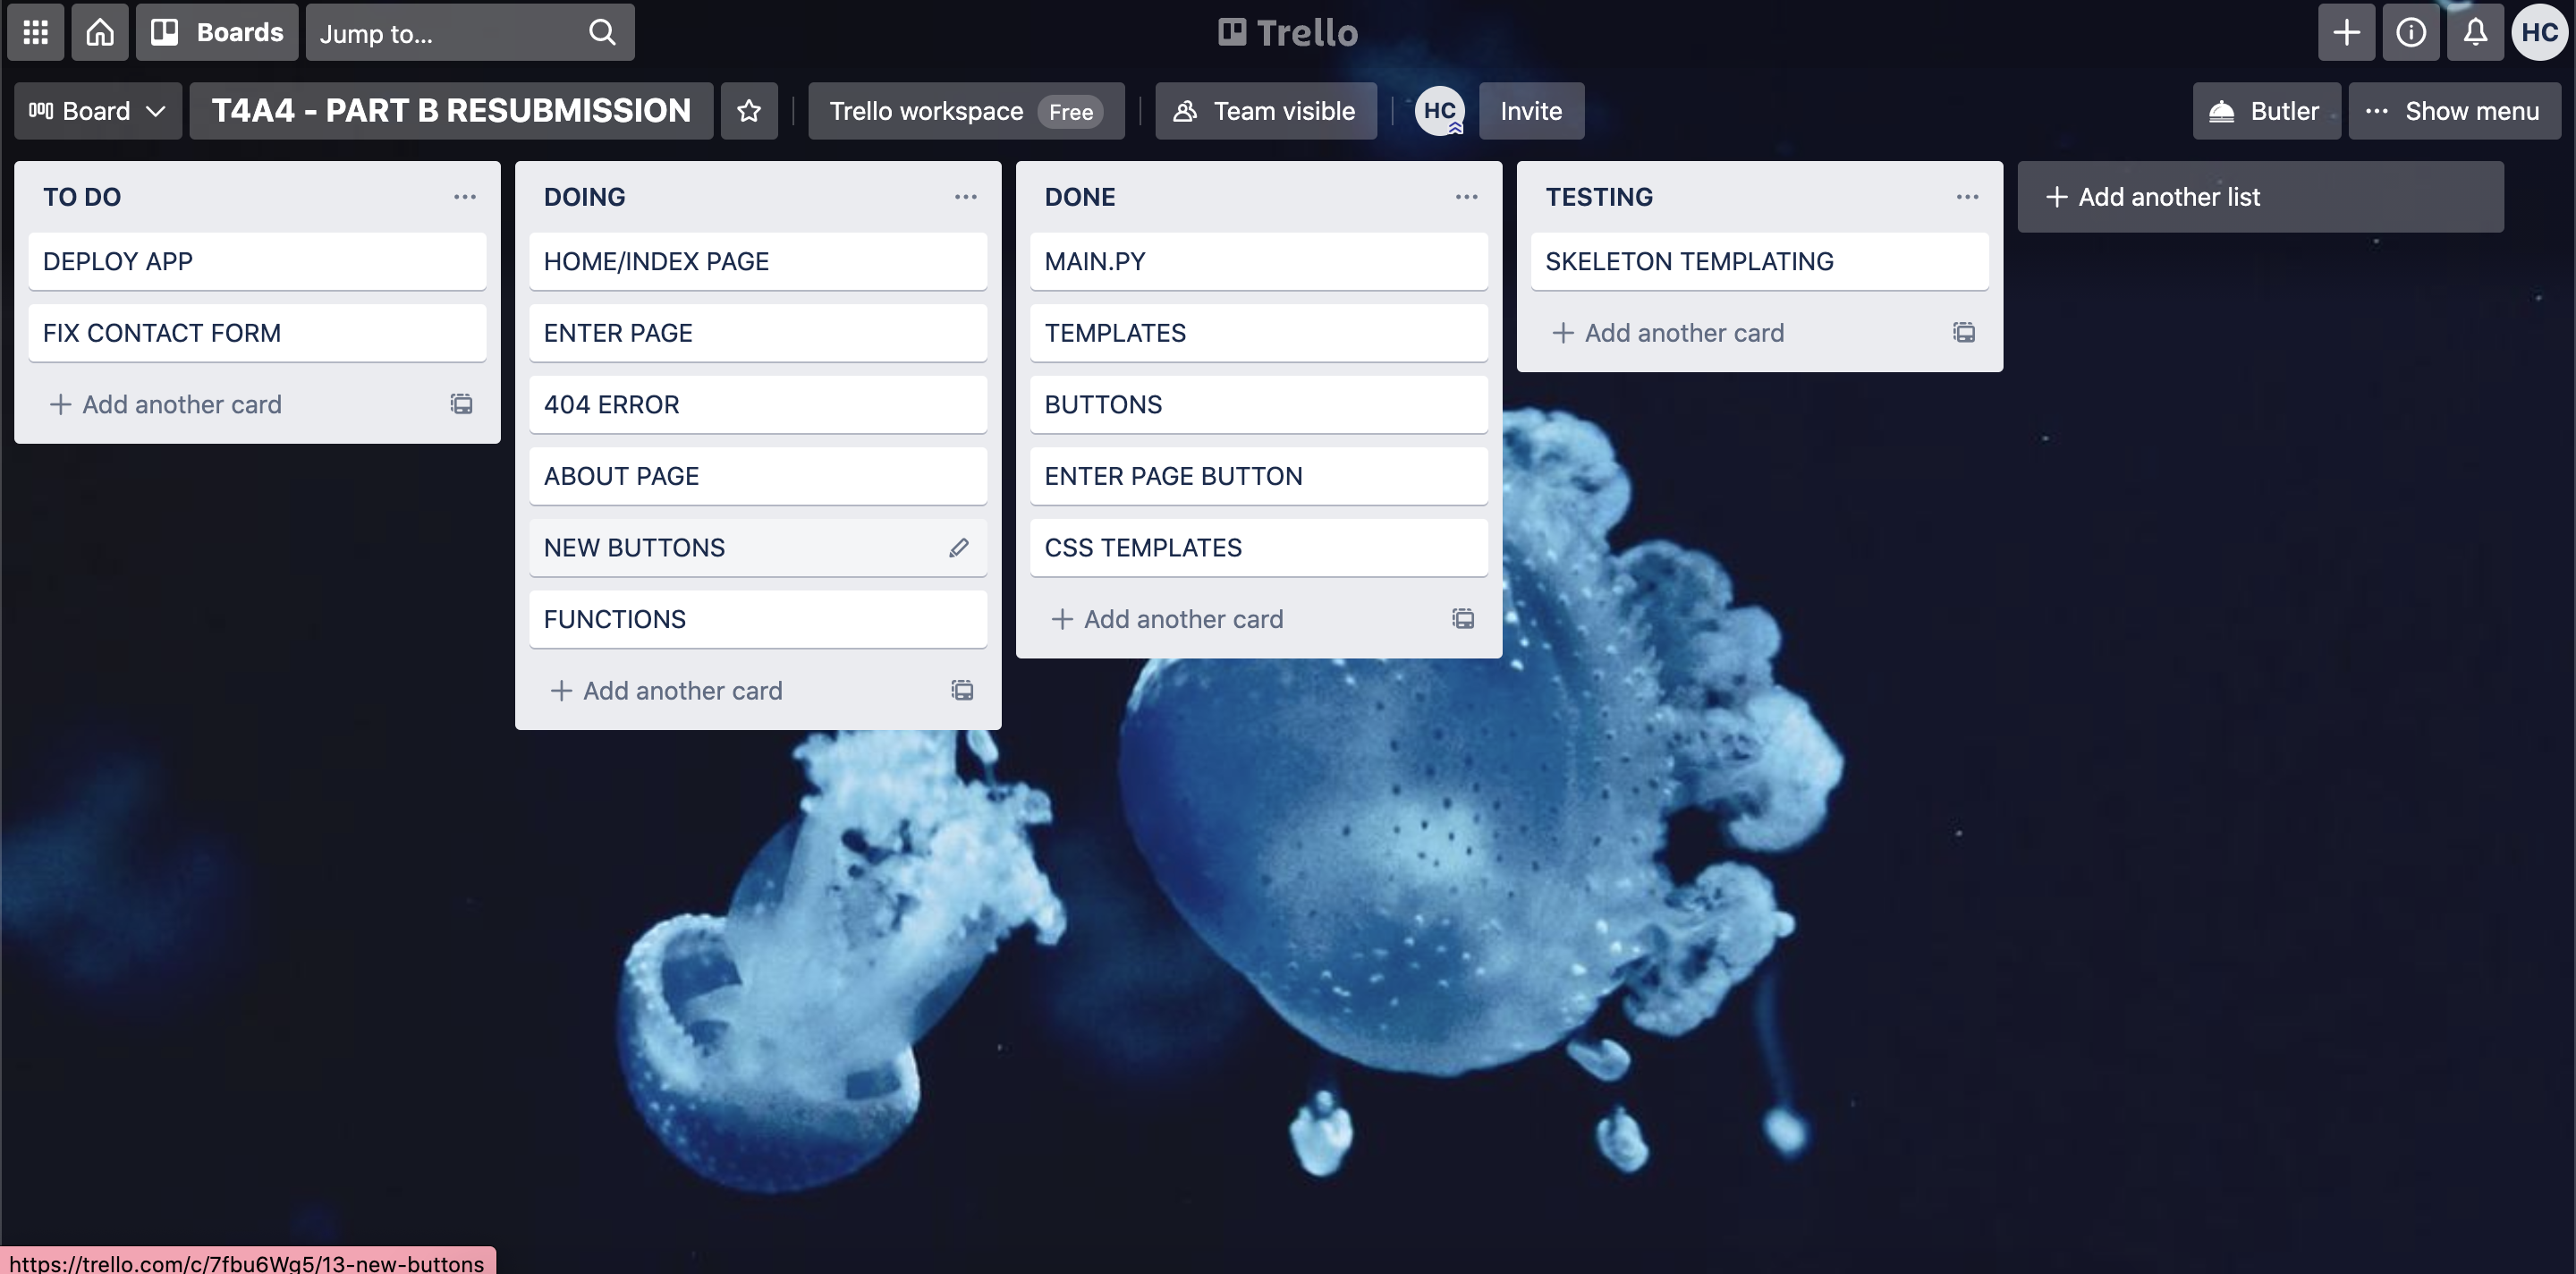 Boards
Jump to...
Trello
HC
Board
T4A4 - PART B RESUBMISSION
Trello workspace Free
Team visible
HC
Invite
Butler
··· Show menu
TO DO
DEPLOY APP
FIX CONTACT FORM
+ Add another card
DOING
HOME/INDEX PAGE
ENTER PAGE
404 ERROR
ABOUT PAGE
NEW BUTTONS
FUNCTIONS
+ Add another card
DONE
MAIN.PY
TEMPLATES
BUTTONS
ENTER PAGE BUTTON
CSS TEMPLATES
+ Add another card
TESTING
SKELETON TEMPLATING
+ Add another card
+ Add another list
https://trello.com/c/7fbu6Wg5/13-new-buttons